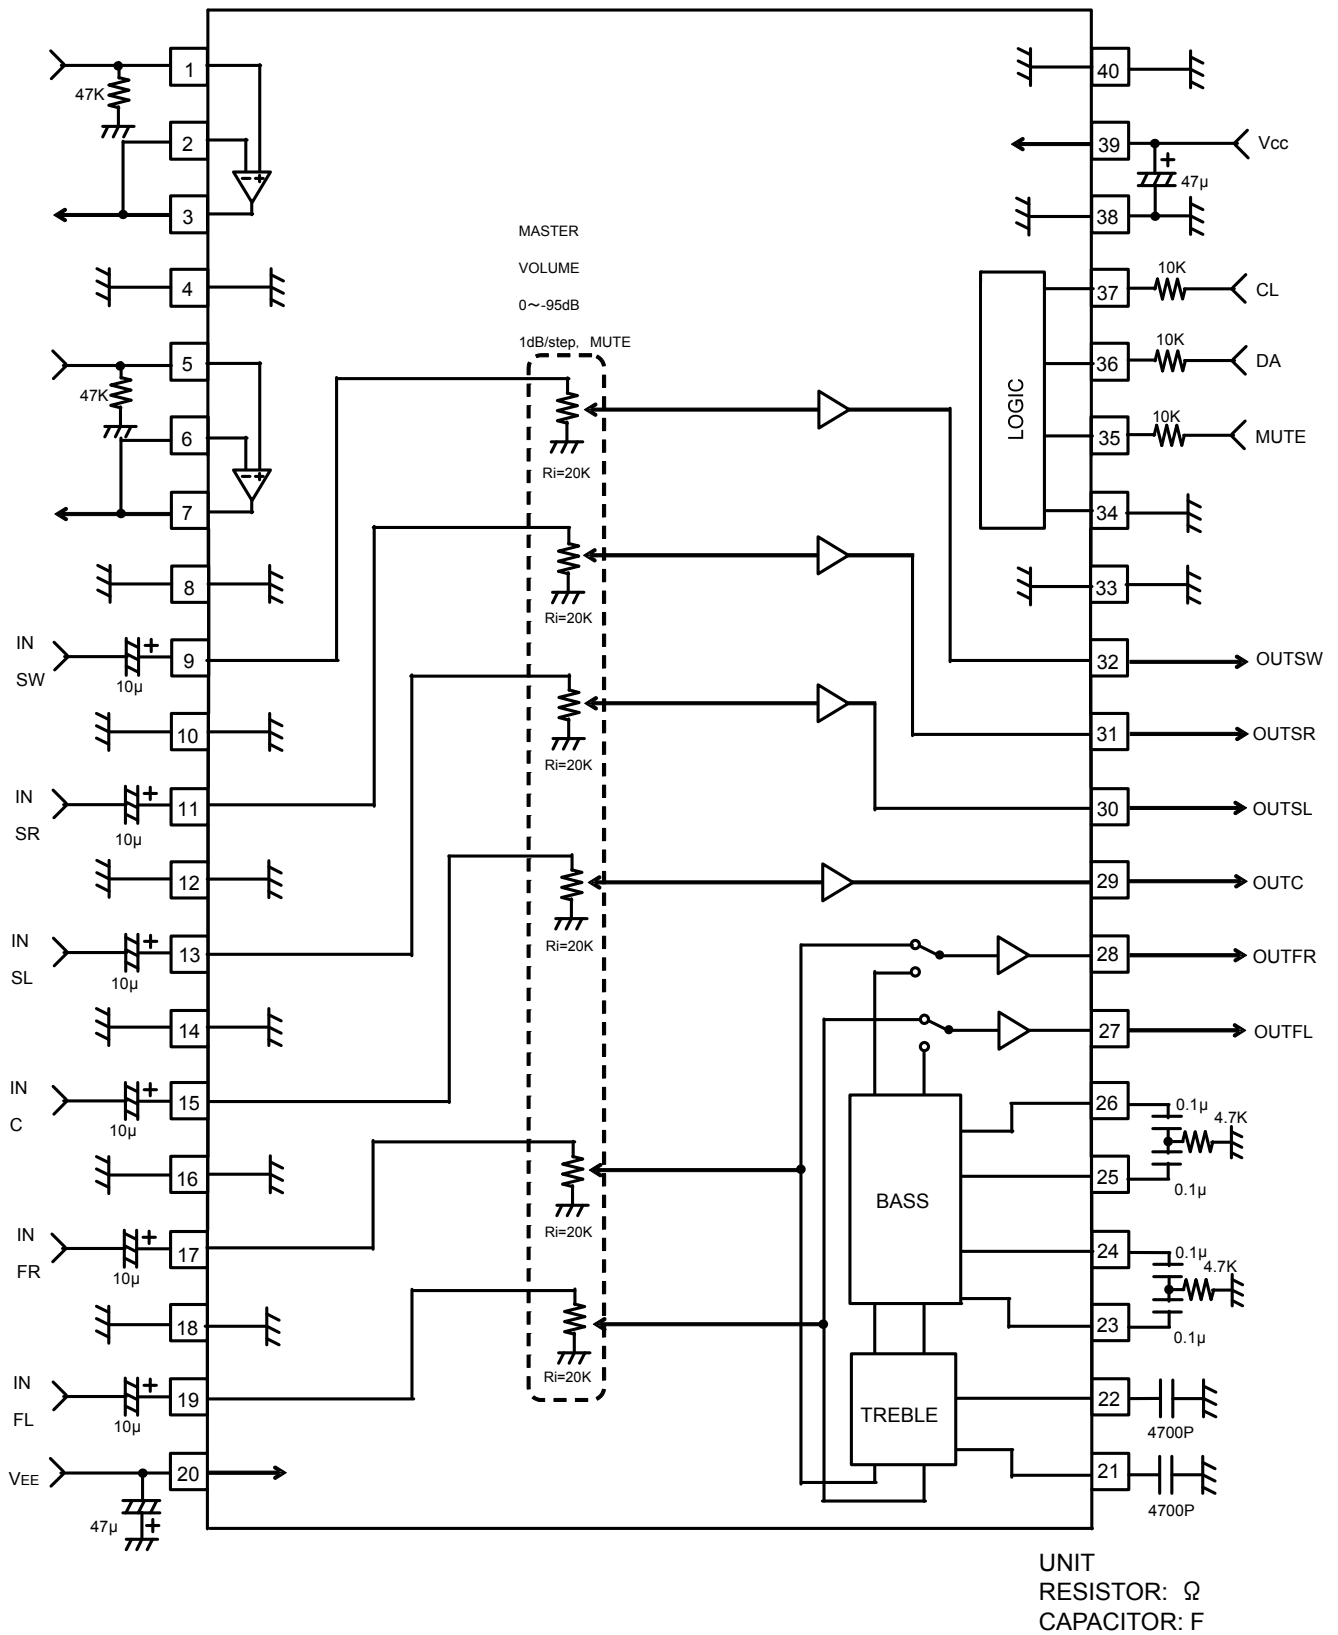 1
47K
2
- +
3
4
5
47K
6
- +
7
8
IN
SW
+
10µ
9
10
IN
SR
+
10µ
11
12
IN
SL
+
10µ
13
14
IN
C
+
10µ
15
16
IN
FR
+
10µ
17
18
IN
FL
+
10µ
19
VEE
20
47µ
+
MASTER
VOLUME
0～-95dB
1dB/step, MUTE
Ri=20K
Ri=20K
Ri=20K
Ri=20K
Ri=20K
Ri=20K
LOGIC
BASS
TREBLE
40
39
Vcc
+
47µ
38
37
10K
CL
36
10K
DA
35
10K
MUTE
34
33
32
OUTSW
31
OUTSR
30
OUTSL
29
OUTC
28
OUTFR
27
OUTFL
26
0.1µ
4.7K
25
0.1µ
24
0.1µ
4.7K
23
0.1µ
22
4700P
21
4700P
UNIT
RESISTOR: Ω
CAPACITOR: F